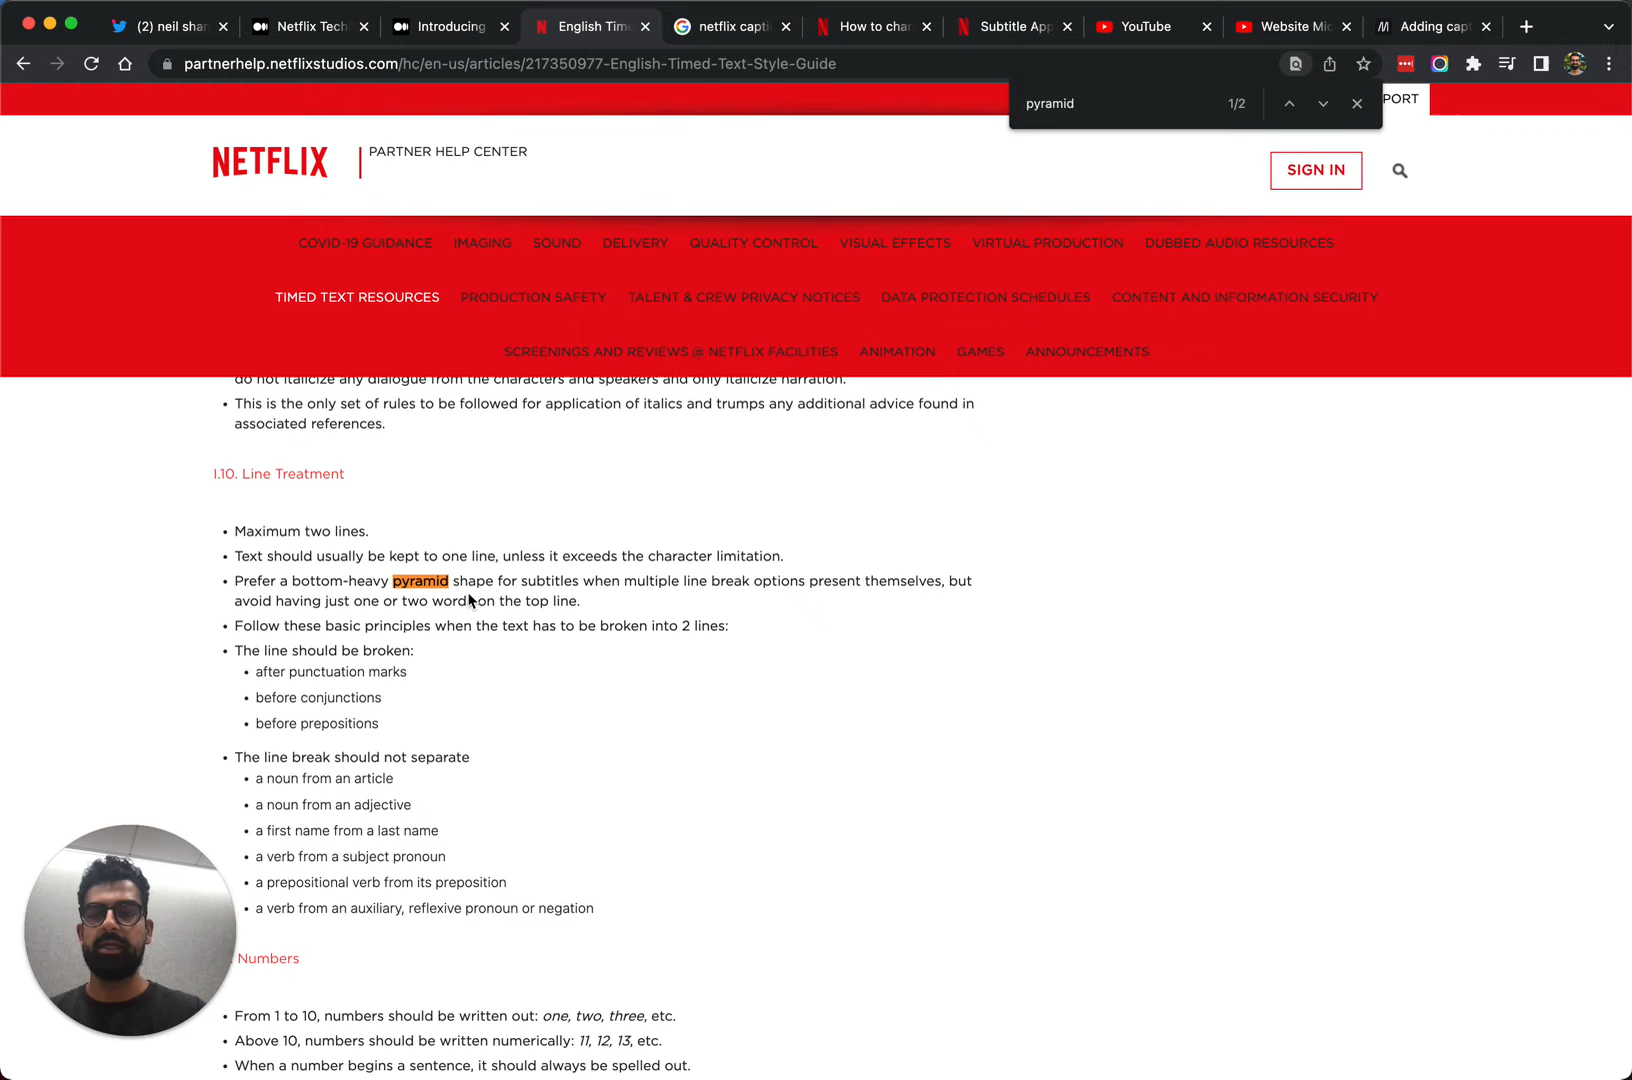 (2) neil shar
Netflix Tech
Introducing
English Time
netflix capti
How to char
Subtitle App
YouTube
Website Mic
Adding capt
partnerhelp.netflixstudios.com/hc/en-us/articles/217350977-English-Timed-Text-Style-Guide
pyramid 1/2
PORT
NETFLIX
PARTNER HELP CENTER
SIGN IN
COVID-19 GUIDANCE IMAGING SOUND DELIVERY QUALITY CONTROL VISUAL EFFECTS VIRTUAL PRODUCTION DUBBED AUDIO RESOURCES
TIMED TEXT RESOURCES PRODUCTION SAFETY TALENT & CREW PRIVACY NOTICES DATA PROTECTION SCHEDULES CONTENT AND INFORMATION SECURITY
SCREENINGS AND REVIEWS @ NETFLIX FACILITIES ANIMATION GAMES ANNOUNCEMENTS
do not italicize any dialogue from the characters and speakers and only italicize narration.
• This is the only set of rules to be followed for application of italics and trumps any additional advice found in
associated references.
I.10. Line Treatment
• Maximum two lines.
• Text should usually be kept to one line, unless it exceeds the character limitation.
• Prefer a bottom-heavy pyramid shape for subtitles when multiple line break options present themselves, but
avoid having just one or two words on the top line.
• Follow these basic principles when the text has to be broken into 2 lines:
• The line should be broken:
• after punctuation marks
• before conjunctions
• before prepositions
• The line break should not separate
• a noun from an article
• a noun from an adjective
• a first name from a last name
• a verb from a subject pronoun
• a prepositional verb from its preposition
• a verb from an auxiliary, reflexive pronoun or negation
Numbers
• From 1 to 10, numbers should be written out: one, two, three, etc.
• Above 10, numbers should be written numerically: 11, 12, 13, etc.
• When a number begins a sentence, it should always be spelled out.